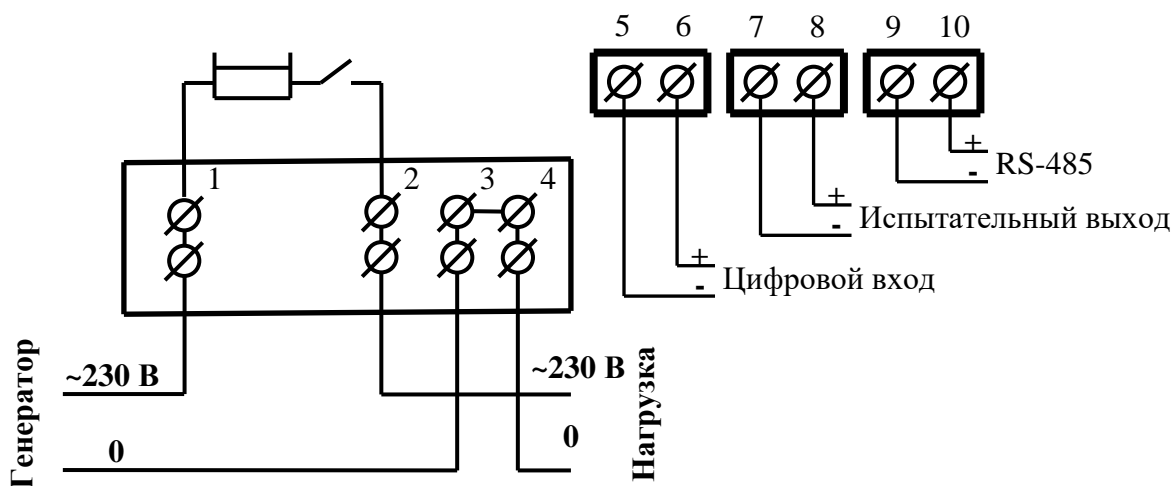 5 6 7 8 9 10
1 2 3 4
+
- RS-485
+
- Испытательный выход
+
- Цифровой вход
Генератор
~230 В
0
~230 В
0
Нагрузка